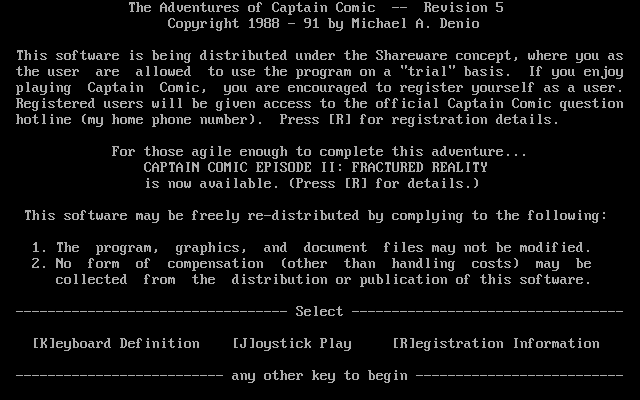 The Adventures of Captain Comic  --  Revision 5
Copyright 1988 - 91 by Michael A. Denio
This software is being distributed under the Shareware concept, where you as
the user  are  allowed  to use the program on a "trial" basis.  If you enjoy
playing  Captain  Comic,  you are encouraged to register yourself as a user.
Registered users will be given access to the official Captain Comic question
hotline (my home phone number).  Press [R] for registration details.
For those agile enough to complete this adventure...
CAPTAIN COMIC EPISODE II: FRACTURED REALITY
is now available. (Press [R] for details.)
This software may be freely re-distributed by complying to the following:
1. The  program,  graphics,  and  document  files may not be modified.
2. No  form  of  compensation  (other  than  handling  costs)  may  be
collected  from  the  distribution or publication of this software.
Select
[K]eyboard Definition    [J]oystick Play     [R]egistration Information
any other key to begin